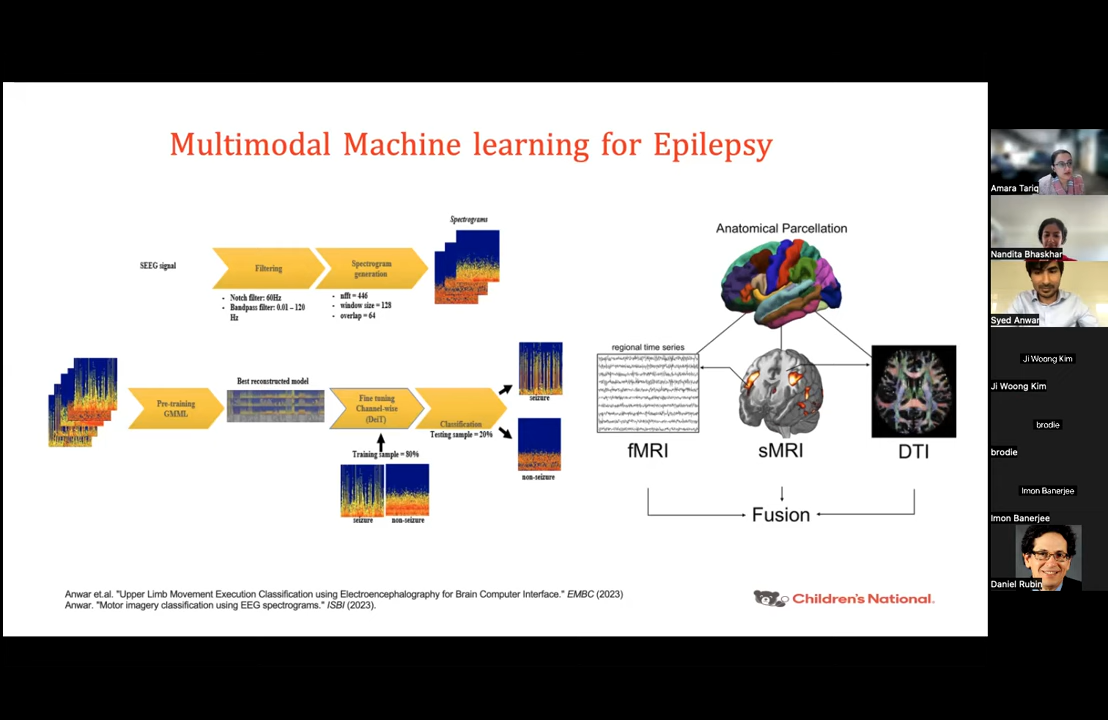 Multimodal Machine learning for Epilepsy
Spectrograms
SEEG signal
Filtering
Spectrogram
generation
• Notch filter: 60Hz
• Bandpass filter: 0.01 – 120
Hz
• nfft = 446
• window size = 128
• overlap = 64
Pre-training
GMML
Best reconstructed model
Fine tuning
Channel-wise
(DeiT)
Classification
Testing sample = 20%
Training sample = 80%
seizure
non-seizure
seizure
non-seizure
Anatomical Parcellation
regional time series
fMRI
sMRI
DTI
Fusion
Anwar et.al. "Upper Limb Movement Execution Classification using Electroencephalography for Brain Computer Interface." EMBC (2023)
Anwar. "Motor imagery classification using EEG spectrograms." ISBI (2023).
Children's National.
Amara Tariq
Nandita Bhaskhar
Syed Anwar
Ji Woong Kim
Ji Woong Kim
brodie
brodie
Imon Banerjee
Imon Banerjee
Daniel Rubin